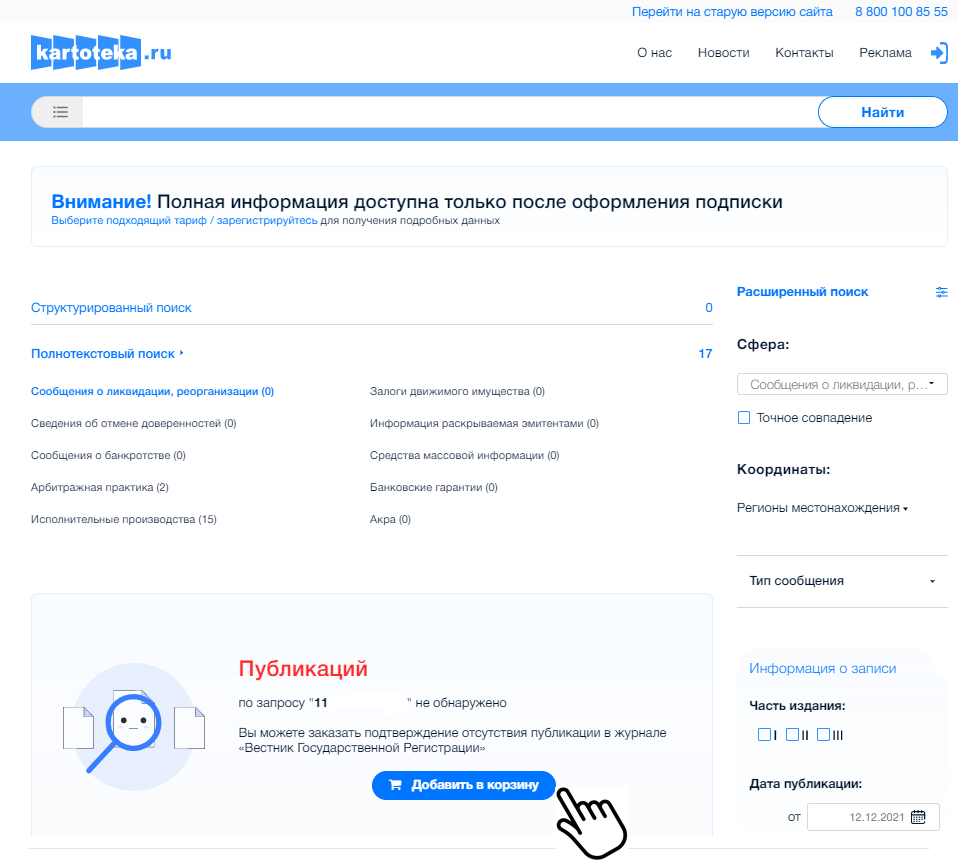 Перейти на старую версию сайта 8 800 100 85 55
kartoteka.ru О нас Новости Контакты Реклама
Найти
Внимание! Полная информация доступна только после оформления подписки
Выберите подходящий тариф / зарегистрируйтесь для получения подробных данных
Структурированный поиск 0
Полнотекстовый поиск 17
Сообщения о ликвидации, реорганизации (0) Залоги движимого имущества (0)
Сведения об отмене доверенностей (0) Информация раскрываемая эмитентами (0)
Сообщения о банкротстве (0) Средства массовой информации (0)
Арбитражная практика (2) Банковские гарантии (0)
Исполнительные производства (15) Акра (0)
Публикаций
по запросу "11 " не обнаружено
Вы можете заказать подтверждение отсутствия публикации в журнале
«Вестник Государственной Регистрации»
Добавить в корзину
Расширенный поиск
Сфера:
Сообщения о ликвидации, р...
Точное совпадение
Координаты:
Регионы местонахождения
Тип сообщения
Информация о записи
Часть издания:
I II III
Дата публикации:
от 12.12.2021